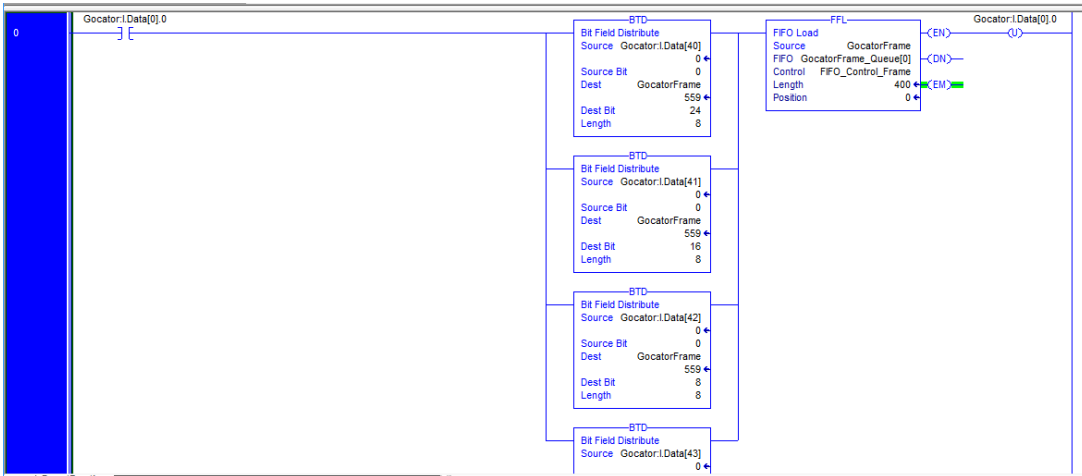 Gocator:I.Data[0].0
0
BTD
Bit Field Distribute
Source Gocator:I.Data[40]
0
Source Bit 0
Dest GocatorFrame
559
Dest Bit 24
Length 8
FFL
FIFO Load
Source GocatorFrame
FIFO GocatorFrame_Queue[0]
Control FIFO_Control_Frame
Length 400
Position 0
EN
DN
EM
Gocator:I.Data[0].0
U
BTD
Bit Field Distribute
Source Gocator:I.Data[41]
0
Source Bit 0
Dest GocatorFrame
559
Dest Bit 16
Length 8
BTD
Bit Field Distribute
Source Gocator:I.Data[42]
0
Source Bit 0
Dest GocatorFrame
559
Dest Bit 8
Length 8
BTD
Bit Field Distribute
Source Gocator:I.Data[43]
0